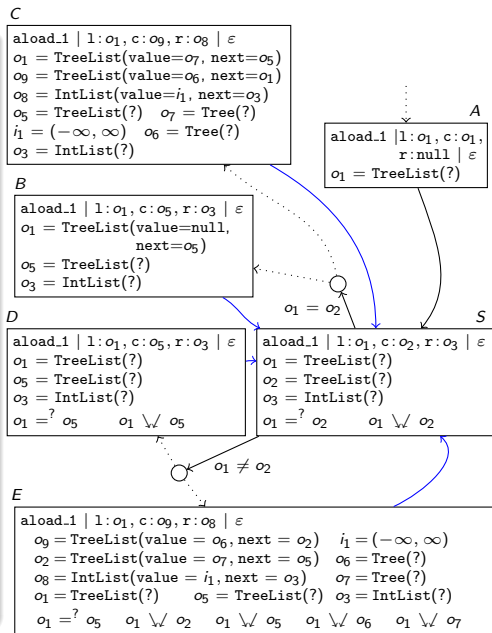 C
aload_1 | l:o₁, c:o₉, r:o₈ | ε
o₁ = TreeList(value=o₇, next=o₅)
o₉ = TreeList(value=o₆, next=o₁)
o₈ = IntList(value=i₁, next=o₃)
o₅ = TreeList(?) o₇ = Tree(?)
i₁ = (−∞, ∞) o₆ = Tree(?)
o₃ = IntList(?)
A
aload_1 |l:o₁, c:o₁,
r:null | ε
o₁ = TreeList(?)
B
aload_1 | l:o₁, c:o₅, r:o₃ | ε
o₁ = TreeList(value=null,
next=o₅)
o₅ = TreeList(?)
o₃ = IntList(?)
o₁ = o₂
D
aload_1 | l:o₁, c:o₅, r:o₃ | ε
o₁ = TreeList(?)
o₅ = TreeList(?)
o₃ = IntList(?)
o₁ =? o₅ o₁ ⋎⋎ o₅
S
aload_1 | l:o₁, c:o₂, r:o₃ | ε
o₁ = TreeList(?)
o₂ = TreeList(?)
o₃ = IntList(?)
o₁ =? o₂ o₁ ⋎⋎ o₂
o₁ ≠ o₂
E
aload_1 | l:o₁, c:o₉, r:o₈ | ε
o₉ = TreeList(value = o₆, next = o₂) i₁ = (−∞, ∞)
o₂ = TreeList(value = o₇, next = o₅) o₆ = Tree(?)
o₈ = IntList(value = i₁, next = o₃) o₇ = Tree(?)
o₁ = TreeList(?) o₅ = TreeList(?) o₃ = IntList(?)
o₁ =? o₅ o₁ ⋎⋎ o₂ o₁ ⋎⋎ o₅ o₁ ⋎⋎ o₆ o₁ ⋎⋎ o₇